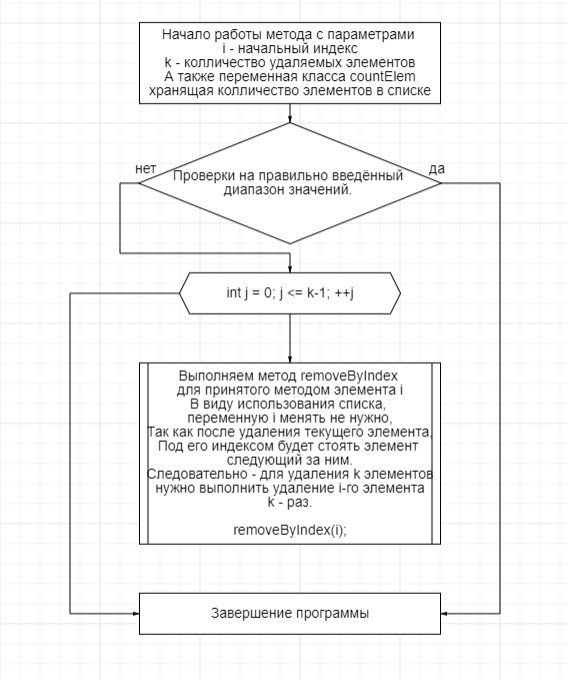 Начало работы метода с параметрами
i - начальный индекс
k - колличество удаляемых элементов
А также переменная класса countElem
хранящая колличество элементов в списке
нет
да
Проверки на правильно введённый
диапазон значений.
int j = 0; j <= k-1; ++j
Выполняем метод removeByIndex
для принятого методом элемента i
В виду использования списка,
переменную i менять не нужно,
Так как после удаления текущего элемента,
Под его индексом будет стоять элемент
следующий за ним.
Следовательно - для удаления k элементов
нужно выполнить удаление i-го элемента
k - раз.
removeByIndex(i);
Завершение программы